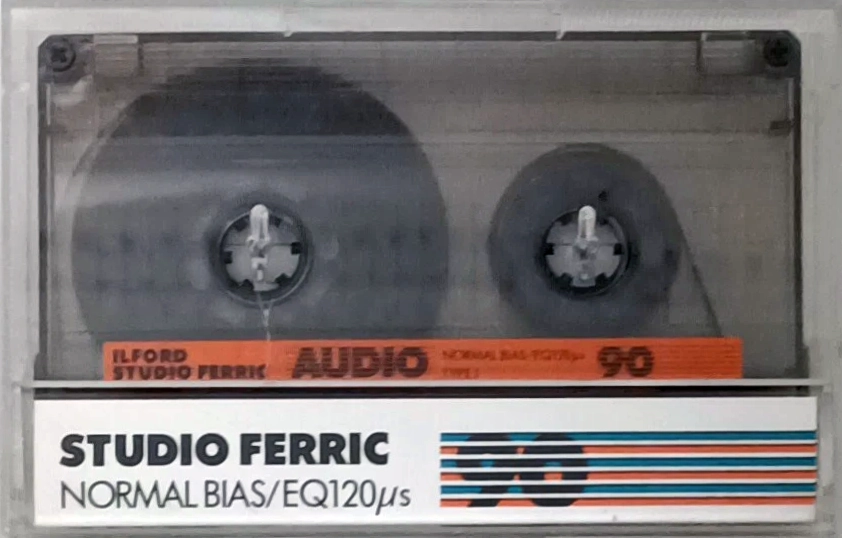 ILFORD
STUDIO FERRIC
AUDIO
NORMAL BIAS/EQ120µs
TYPE I
90
STUDIO FERRIC
NORMAL BIAS/EQ120µs
90